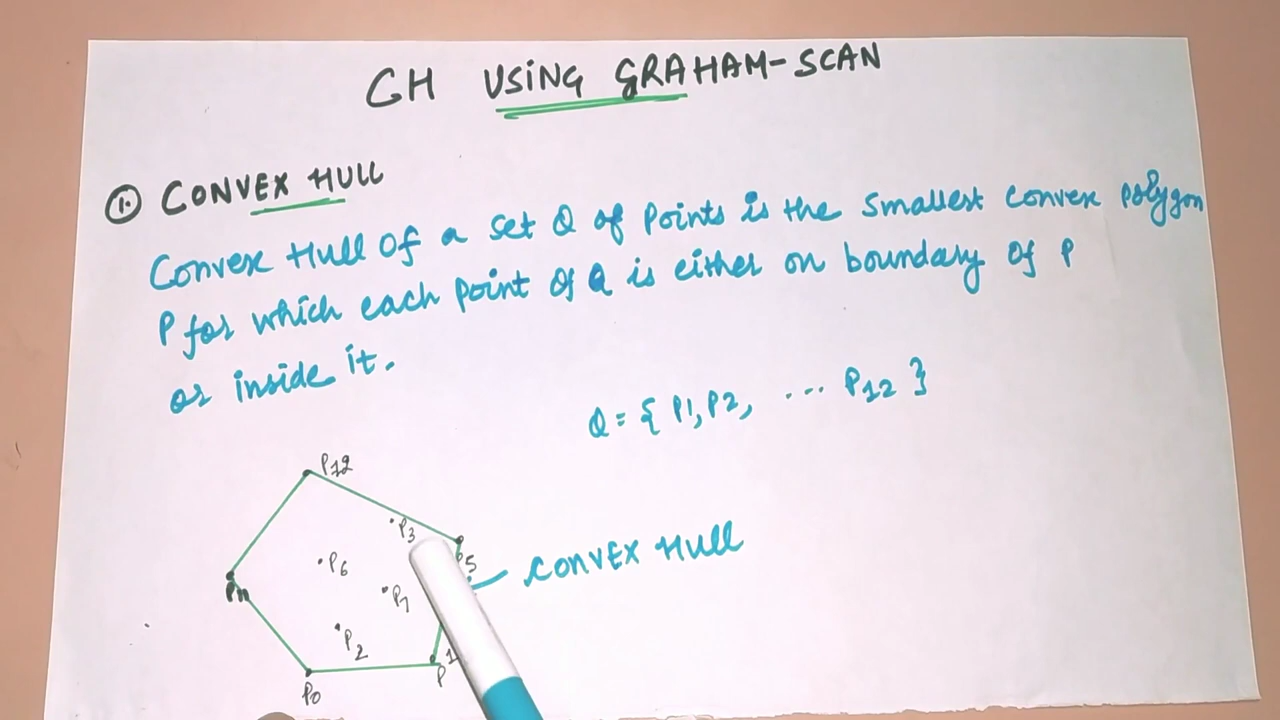 CH USING GRAHAM-SCAN
1. CONVEX HULL
Convex Hull of a set Q of points is the smallest convex polygon
P for which each point of Q is either on boundary of P
or inside it.
Q = { P1, P2, ... P12 }
P12
P3
P5
P6
CONVEX HULL
P7
P2
P1
P0